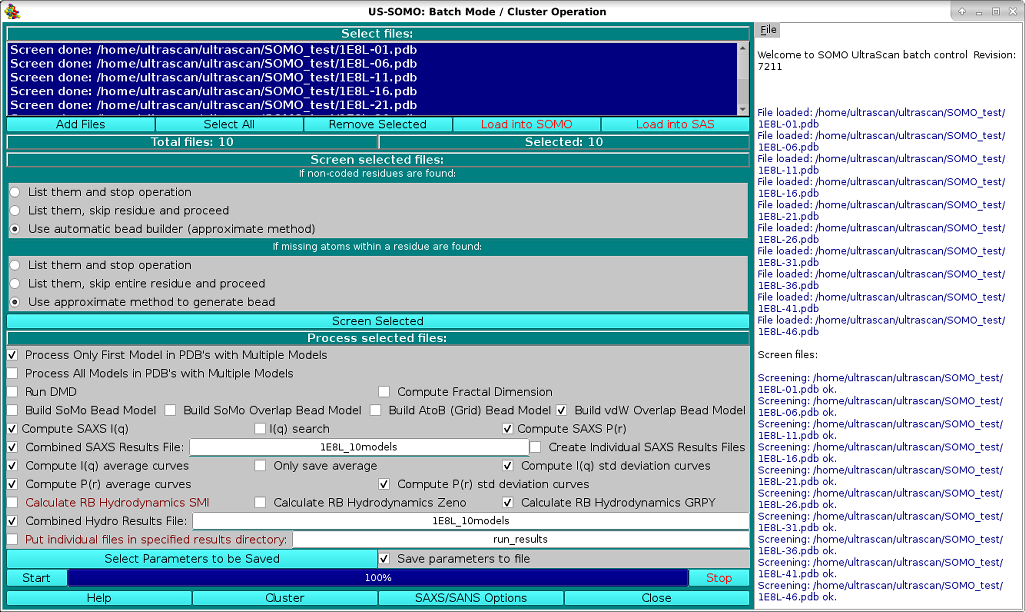 US-SOMO: Batch Mode / Cluster Operation
Select files:
Screen done: /home/ultrascan/ultrascan/SOMO_test/1E8L-01.pdb
Screen done: /home/ultrascan/ultrascan/SOMO_test/1E8L-06.pdb
Screen done: /home/ultrascan/ultrascan/SOMO_test/1E8L-11.pdb
Screen done: /home/ultrascan/ultrascan/SOMO_test/1E8L-16.pdb
Screen done: /home/ultrascan/ultrascan/SOMO_test/1E8L-21.pdb
Add Files Select All Remove Selected Load into SOMO Load into SAS
Total files: 10 Selected: 10
Screen selected files:
If non-coded residues are found:
List them and stop operation
List them, skip residue and proceed
Use automatic bead builder (approximate method)
If missing atoms within a residue are found:
List them and stop operation
List them, skip entire residue and proceed
Use approximate method to generate bead
Screen Selected
Process selected files:
Process Only First Model in PDB's with Multiple Models
Process All Models in PDB's with Multiple Models
Run DMD Compute Fractal Dimension
Build SoMo Bead Model Build SoMo Overlap Bead Model Build AtoB (Grid) Bead Model Build vdW Overlap Bead Model
Compute SAXS I(q) I(q) search Compute SAXS P(r)
Combined SAXS Results File: 1E8L_10models Create Individual SAXS Results Files
Compute I(q) average curves Only save average Compute I(q) std deviation curves
Compute P(r) average curves Compute P(r) std deviation curves
Calculate RB Hydrodynamics SMI Calculate RB Hydrodynamics Zeno Calculate RB Hydrodynamics GRPY
Combined Hydro Results File: 1E8L_10models
Put individual files in specified results directory: run_results
Select Parameters to be Saved Save parameters to file
Start 100% Stop
Help Cluster SAXS/SANS Options Close
File
Welcome to SOMO UltraScan batch control Revision:
7211
File loaded: /home/ultrascan/ultrascan/SOMO_test/
1E8L-01.pdb
File loaded: /home/ultrascan/ultrascan/SOMO_test/
1E8L-06.pdb
File loaded: /home/ultrascan/ultrascan/SOMO_test/
1E8L-11.pdb
File loaded: /home/ultrascan/ultrascan/SOMO_test/
1E8L-16.pdb
File loaded: /home/ultrascan/ultrascan/SOMO_test/
1E8L-21.pdb
File loaded: /home/ultrascan/ultrascan/SOMO_test/
1E8L-26.pdb
File loaded: /home/ultrascan/ultrascan/SOMO_test/
1E8L-31.pdb
File loaded: /home/ultrascan/ultrascan/SOMO_test/
1E8L-36.pdb
File loaded: /home/ultrascan/ultrascan/SOMO_test/
1E8L-41.pdb
File loaded: /home/ultrascan/ultrascan/SOMO_test/
1E8L-46.pdb
Screen files:
Screening: /home/ultrascan/ultrascan/SOMO_test/
1E8L-01.pdb ok.
Screening: /home/ultrascan/ultrascan/SOMO_test/
1E8L-06.pdb ok.
Screening: /home/ultrascan/ultrascan/SOMO_test/
1E8L-11.pdb ok.
Screening: /home/ultrascan/ultrascan/SOMO_test/
1E8L-16.pdb ok.
Screening: /home/ultrascan/ultrascan/SOMO_test/
1E8L-21.pdb ok.
Screening: /home/ultrascan/ultrascan/SOMO_test/
1E8L-26.pdb ok.
Screening: /home/ultrascan/ultrascan/SOMO_test/
1E8L-31.pdb ok.
Screening: /home/ultrascan/ultrascan/SOMO_test/
1E8L-36.pdb ok.
Screening: /home/ultrascan/ultrascan/SOMO_test/
1E8L-41.pdb ok.
Screening: /home/ultrascan/ultrascan/SOMO_test/
1E8L-46.pdb ok.